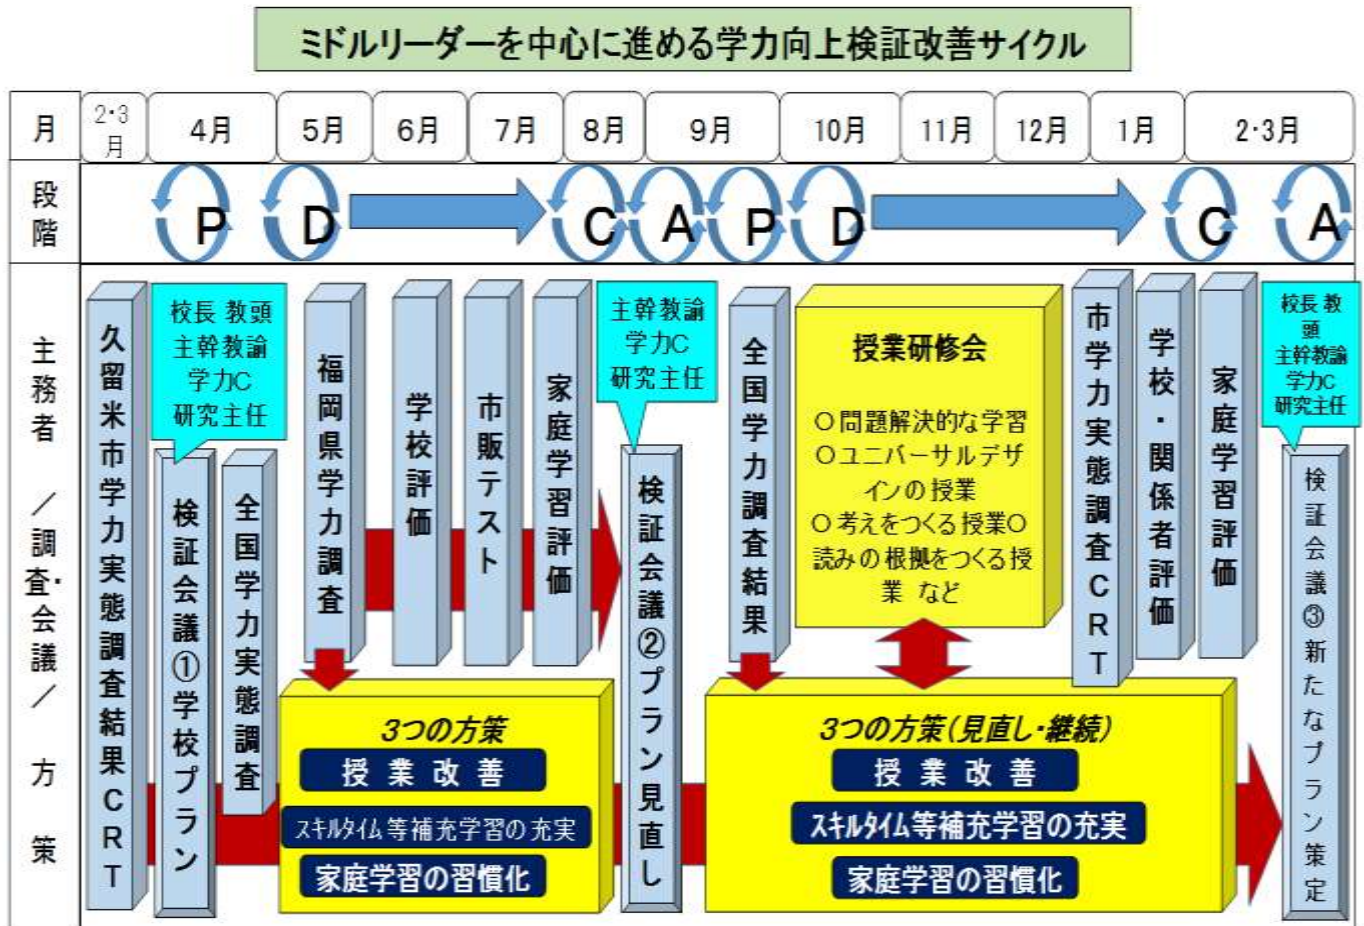 ミドルリーダーを中心に進める学力向上検証改善サイクル
月
2・3
月
4月
5月
6月
7月
8月
9月
10月
11月
12月
1月
2・3月
段階
P
D
C
A
P
D
C
A
主務者／調査・会議／方策
久留米市学力実態調査結果CRT
校長 教頭
主幹教諭
学力C
研究主任
検証会議①学校プラン
全国学力実態調査
福岡県学力調査
学校評価
市販テスト
家庭学習評価
主幹教諭
学力C
研究主任
検証会議②プラン見直し
全国学力調査結果
授業研修会
○問題解決的な学習
○ユニバーサルデザ
インの授業
○考えをつくる授業○
読みの根拠をつくる授
業 など
市学力実態調査CRT
学校・関係者評価
家庭学習評価
校長 教
頭
主幹教諭
学力C
研究主任
検証会議③新たなプラン策定
3つの方策
授業改善
スキルタイム等補充学習の充実
家庭学習の習慣化
3つの方策(見直し・継続)
授業改善
スキルタイム等補充学習の充実
家庭学習の習慣化